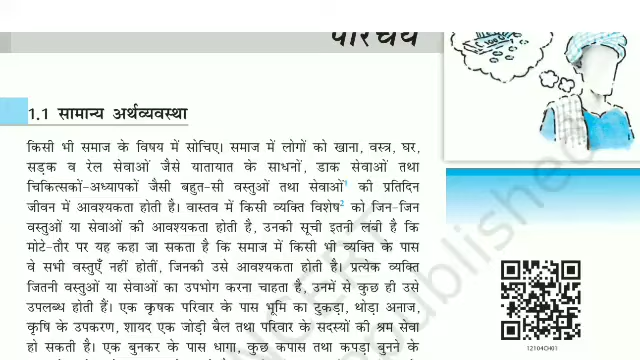 परिचय
1.1 सामान्य अर्थव्यवस्था
किसी भी समाज के विषय में सोचिए। समाज में लोगों को खाना, वस्त्र, घर,
सड़क व रेल सेवाओं जैसे यातायात के साधनों, डाक सेवाओं तथा
चिकित्सकों-अध्यापकों जैसी बहुत-सी वस्तुओं तथा सेवाओं1 की प्रतिदिन
जीवन में आवश्यकता होती है। वास्तव में किसी व्यक्ति विशेष2 को जिन-जिन
वस्तुओं या सेवाओं की आवश्यकता होती है, उनकी सूची इतनी लंबी है कि
मोटे-तौर पर यह कहा जा सकता है कि समाज में किसी भी व्यक्ति के पास
वे सभी वस्तुएँ नहीं होतीं, जिनकी उसे आवश्यकता होती है। प्रत्येक व्यक्ति
जितनी वस्तुओं या सेवाओं का उपभोग करना चाहता है, उनमें से कुछ ही उसे
उपलब्ध होती हैं। एक कृषक परिवार के पास भूमि का टुकड़ा, थोड़ा अनाज,
कृषि के उपकरण, शायद एक जोड़ी बैल तथा परिवार के सदस्यों की श्रम सेवा
हो सकती है। एक बुनकर के पास धागा, कुछ कपास तथा कपड़ा बुनने के
12104CH01